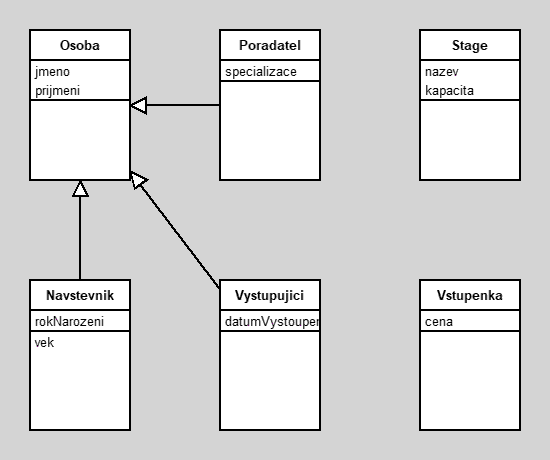 Osoba
jmeno
prijmeni
Poradatel
specializace
Stage
nazev
kapacita
Navstevnik
rokNarozeni
vek
Vystupujici
datumVystouper
Vstupenka
cena